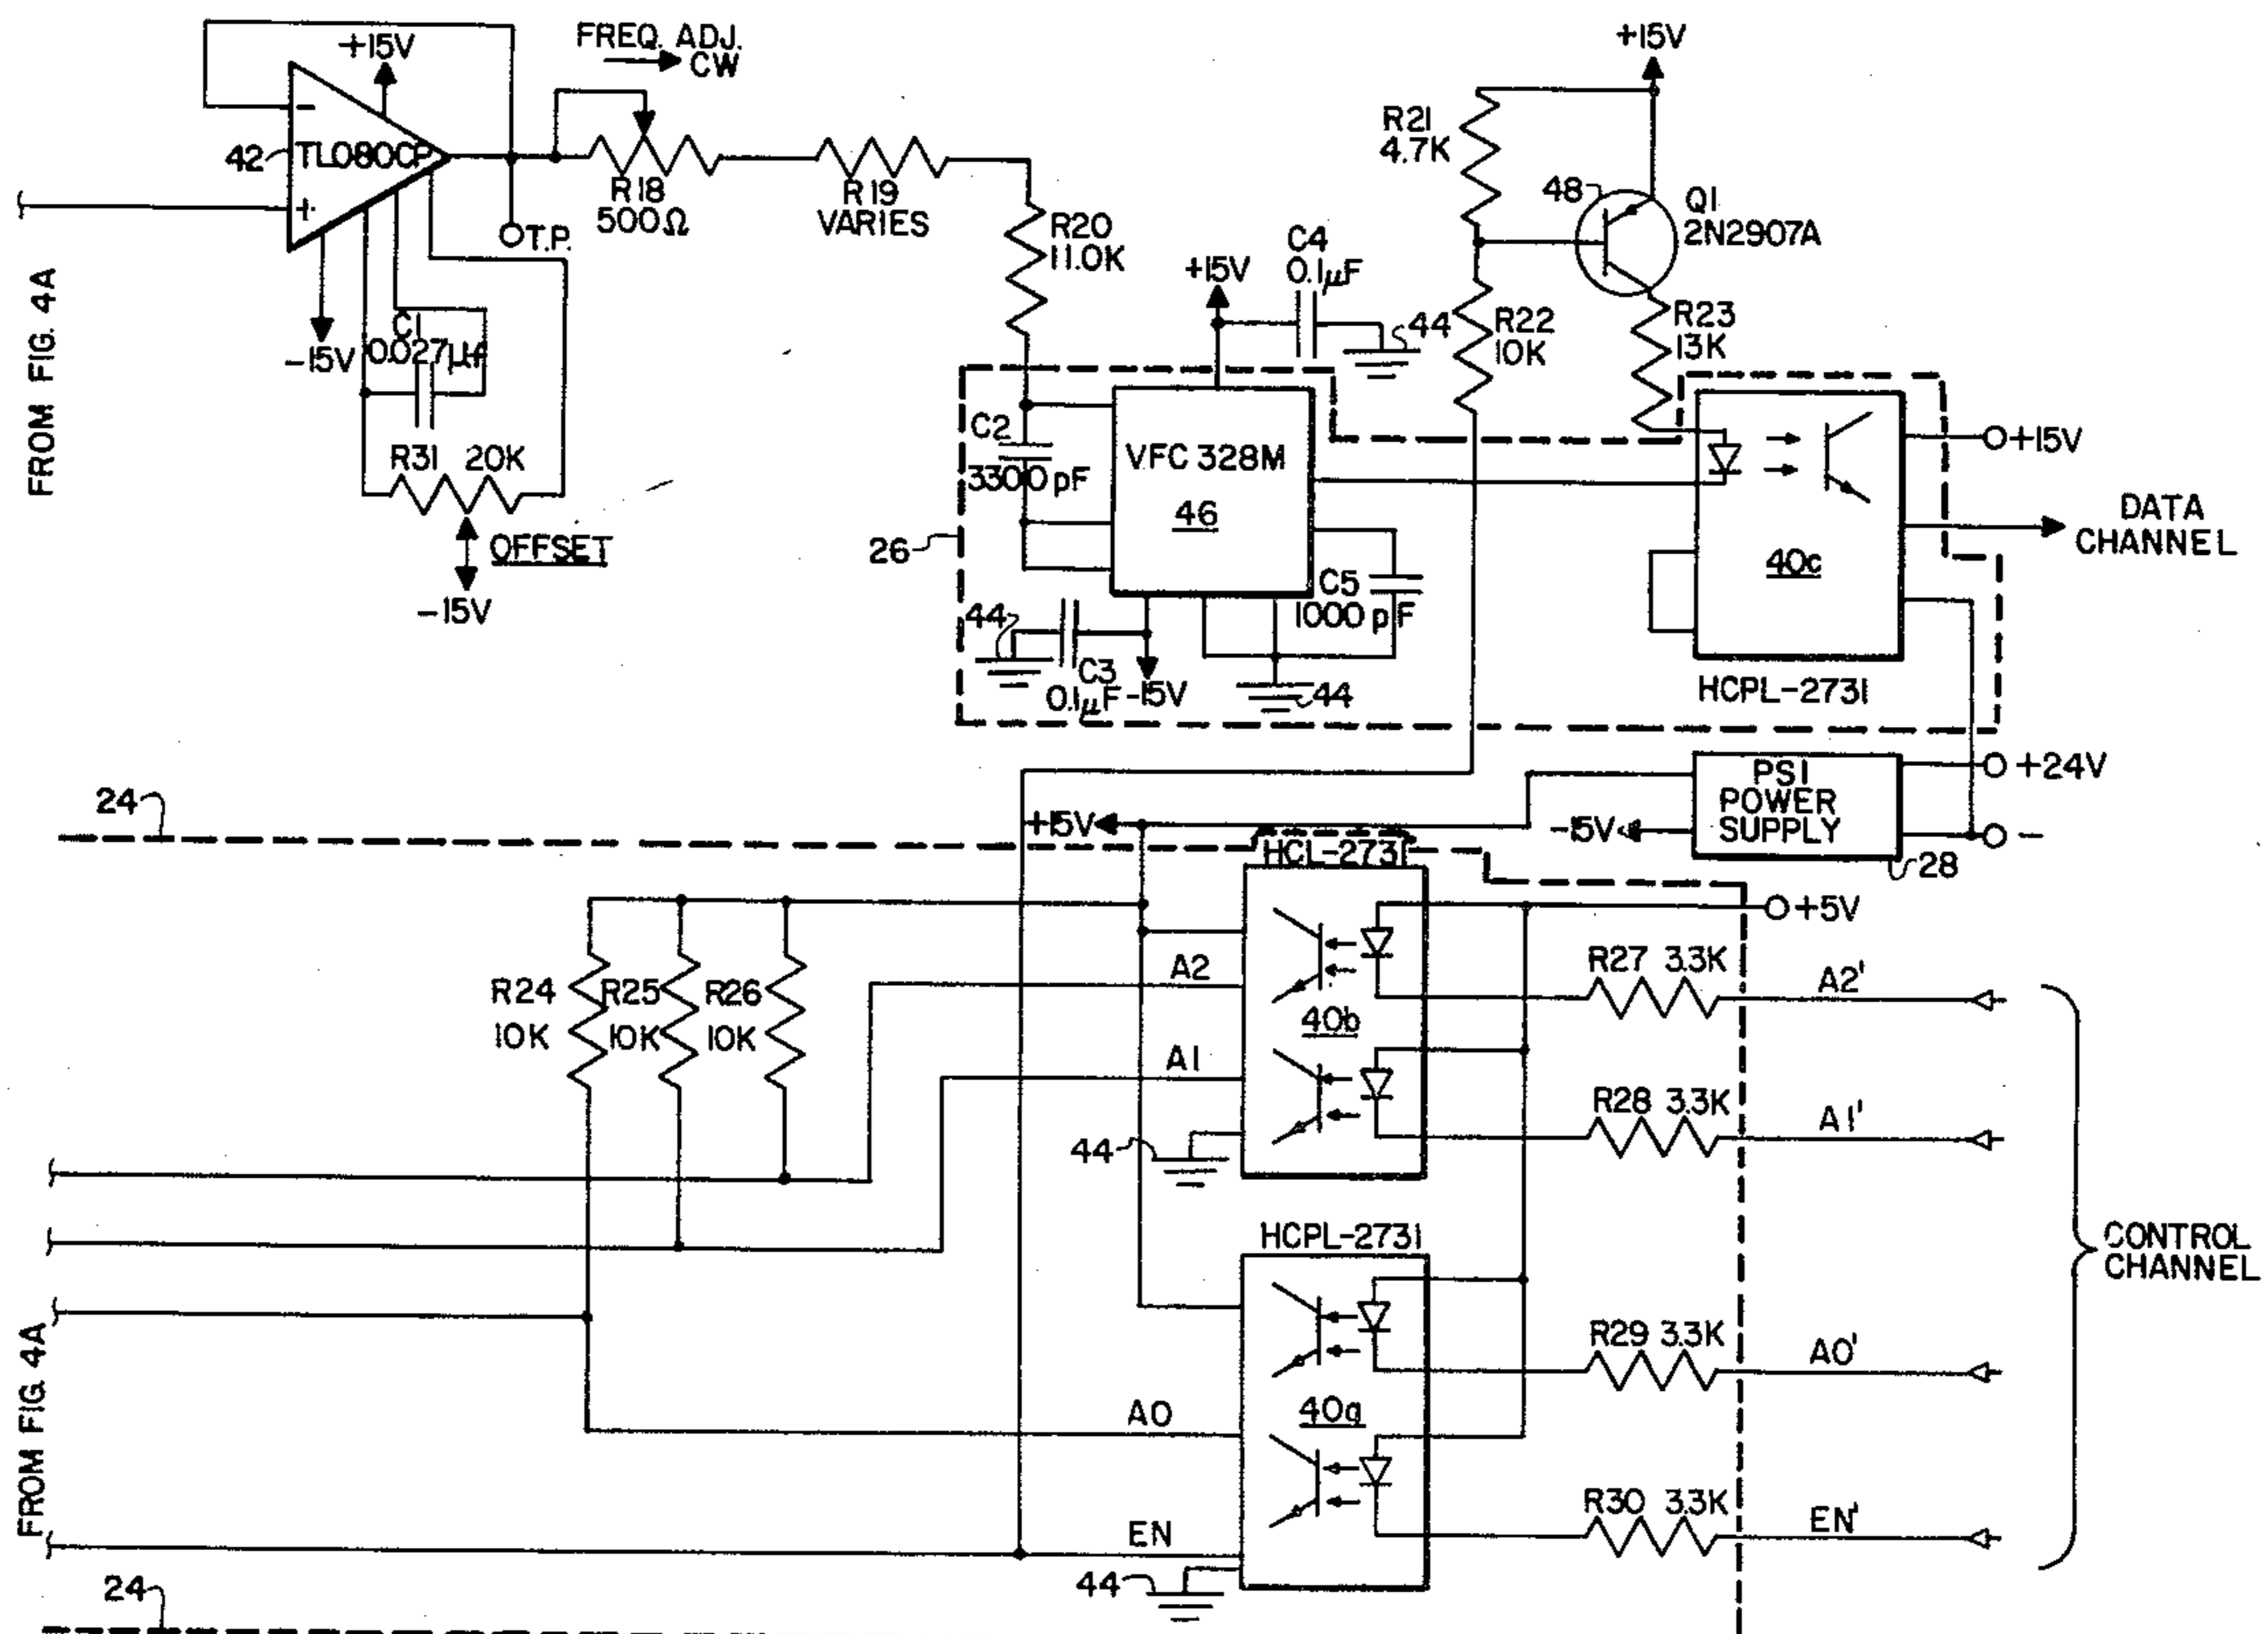 FREQ. ADJ.
CW
+15V
+15V
42
TL080CP
-
+
R18
500Ω
R19
VARIES
T.P.
R20
11.0K
R21
4.7K
48
Q1
2N2907A
C4
0.1μF
+15V
44
R22
10K
R23
13K
FROM FIG. 4A
-15V
C1
0.027μf
R31 20K
OFFSET
-15V
C2
3300pF
VFC 328M
46
26
44
C3
0.1μF
-15V
C5
1000pF
44
+15V
DATA
CHANNEL
40c
HCPL-2731
24
+15V
PS1
POWER
SUPPLY
-15V
+24V
-
28
HCL-2731
+5V
R24
10K
R25
10K
R26
10K
A2
40b
R27 3.3K
A2'
A1
R28 3.3K
A1'
44
HCPL-2731
CONTROL
CHANNEL
FROM FIG. 4A
R29 3.3K
A0'
A0
40a
EN
R30 3.3K
EN'
44
24